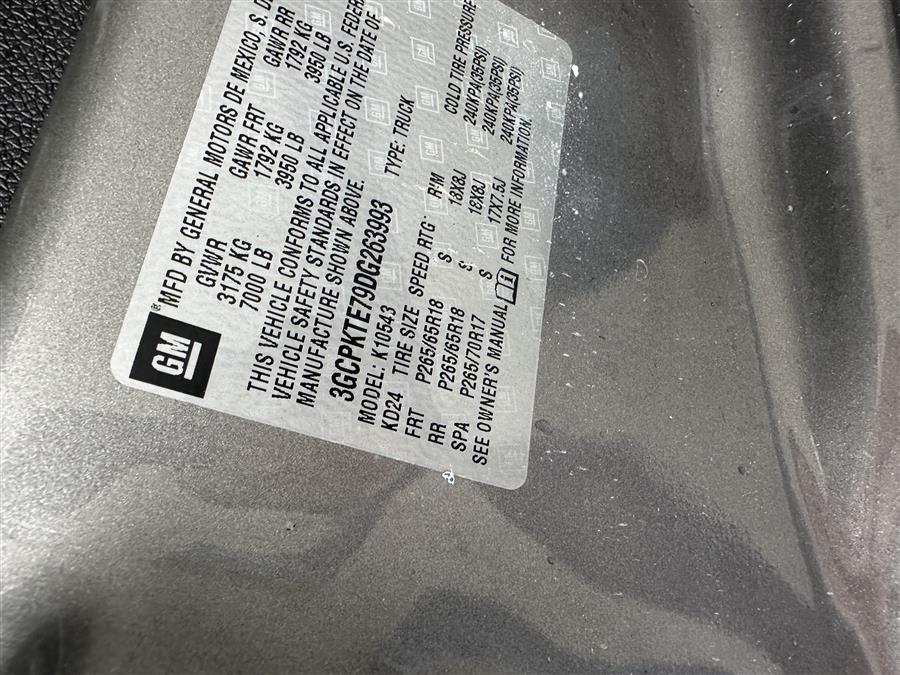 GM
MFD BY GENERAL MOTORS DE MEXICO, S. DE
GVWR GAWR FRT GAWR RR
3175 KG 1792 KG 1792 KG
7000 LB 3950 LB 3950 LB
THIS VEHICLE CONFORMS TO ALL APPLICABLE U.S. FEDER
VEHICLE SAFETY STANDARDS IN EFFECT ON THE DATE OF
MANUFACTURE SHOWN ABOVE.
3GCPKTE79DG263993 TYPE: TRUCK
MODEL: K10543
KD24 TIRE SIZE SPEED RTG RIM COLD TIRE PRESSURE
FRT P265/65R18 S 18X8J 240KPA(35PSI)
RR P265/65R18 S 18X8J 240KPA(35PSI)
SPA P265/70R17 S 17X7.5J 240KPA(35PSI)
SEE OWNER'S MANUAL FOR MORE INFORMATION.